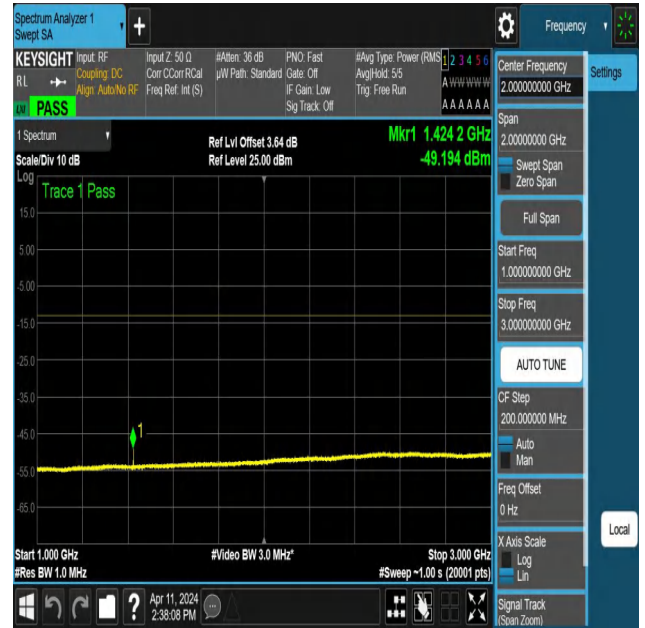 Spectrum Analyzer 1
Swept SA
Frequency
KEYSIGHT
RL
PASS
Input: RF
Coupling: DC
Align: Auto/No RF
Input Z: 50 Ω
Corr CCorr RCal
Freq Ref: Int (S)
#Atten: 36 dB
µW Path: Standard
PNO: Fast
Gate: Off
IF Gain: Low
Sig Track: Off
#Avg Type: Power (RMS
Avg|Hold: 5/5
Trig: Free Run
1 2 3 4 5 6
A W W W W W
A A A A A A
Center Frequency
2.000000000 GHz
Settings
Span
2.00000000 GHz
Swept Span
Zero Span
Full Span
Start Freq
1.000000000 GHz
Stop Freq
3.000000000 GHz
AUTO TUNE
CF Step
200.000000 MHz
Auto
Man
Freq Offset
0 Hz
X Axis Scale
Log
Lin
Signal Track
(Span Zoom)
Local
1 Spectrum
Scale/Div 10 dB
Log
Ref Lvl Offset 3.64 dB
Ref Level 25.00 dBm
Mkr1 1.424 2 GHz
-49.194 dBm
Trace 1 Pass
15.0
5.00
-5.00
-15.0
-25.0
-35.0
-45.0
-55.0
-65.0
1
Start 1.000 GHz
#Res BW 1.0 MHz
#Video BW 3.0 MHz*
Stop 3.000 GHz
#Sweep ~1.00 s (20001 pts)
Apr 11, 2024
2:38:08 PM